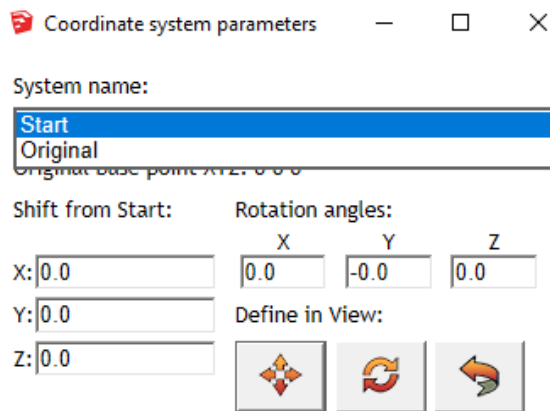 Coordinate system parameters
System name:
Start
Original
Original Base point XYZ: 0 0 0
Shift from Start: Rotation angles:
X Y Z
X: 0.0 0.0 -0.0 0.0
Y: 0.0 Define in View:
Z: 0.0